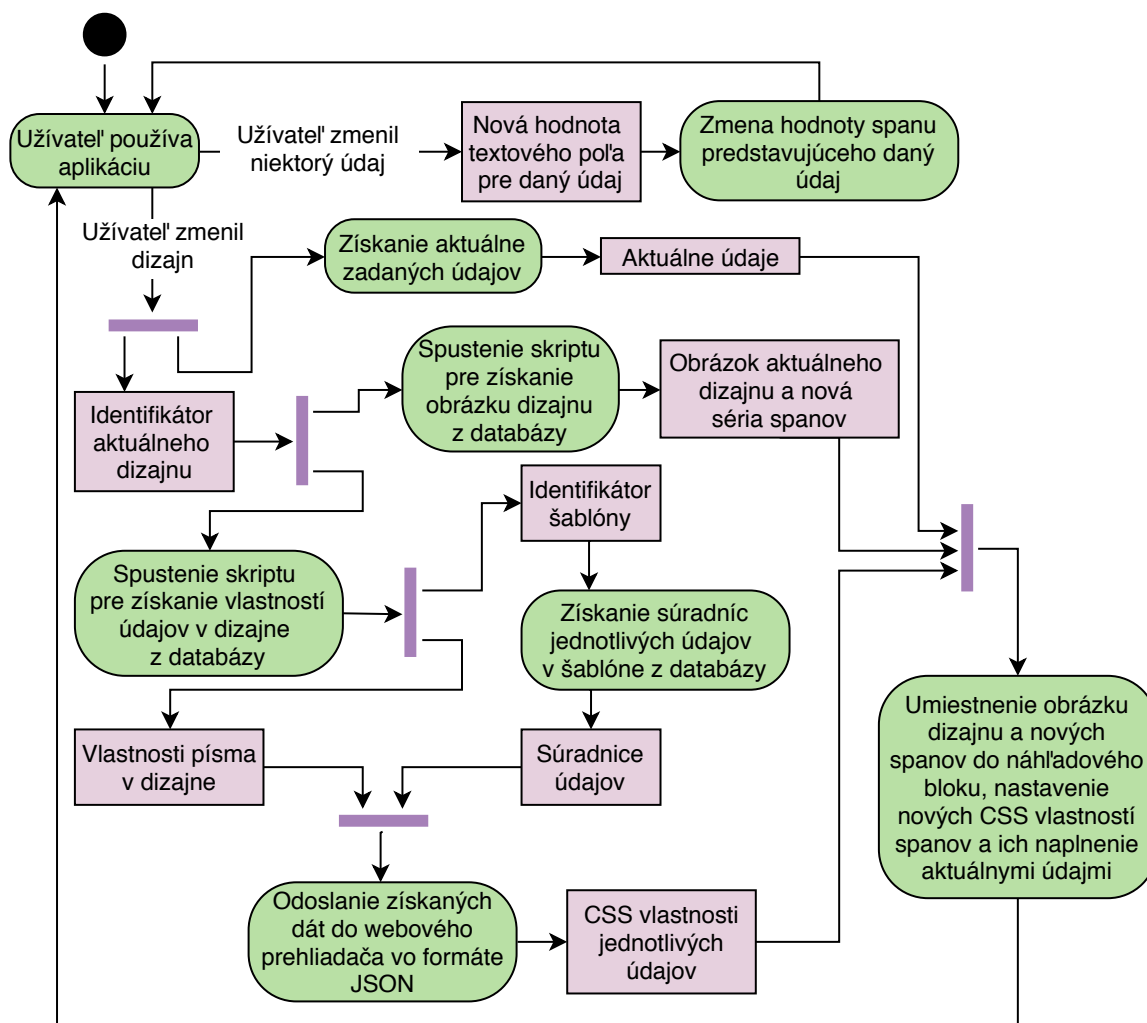 Užívateľ používa
aplikáciu
Užívateľ zmenil
niektorý údaj
Nová hodnota
textového poľa
pre daný údaj
Zmena hodnoty spanu
predstavujúceho daný
údaj
Užívateľ zmenil
dizajn
Získanie aktuálne
zadaných údajov
Aktuálne údaje
Identifikátor
aktuálneho
dizajnu
Spustenie skriptu
pre získanie
obrázku dizajnu
z databázy
Obrázok aktuálneho
dizajnu a nová
séria spanov
Spustenie skriptu
pre získanie vlastností
údajov v dizajne
z databázy
Identifikátor
šablóny
Získanie súradníc
jednotlivých údajov
v šablóne z databázy
Vlastnosti písma
v dizajne
Súradnice
údajov
Umiestnenie obrázku
dizajnu a nových
spanov do náhľadového
bloku, nastavenie
nových CSS vlastností
spanov a ich naplnenie
aktuálnymi údajmi
Odoslanie získaných
dát do webového
prehliadača vo formáte
JSON
CSS vlastnosti
jednotlivých
údajov